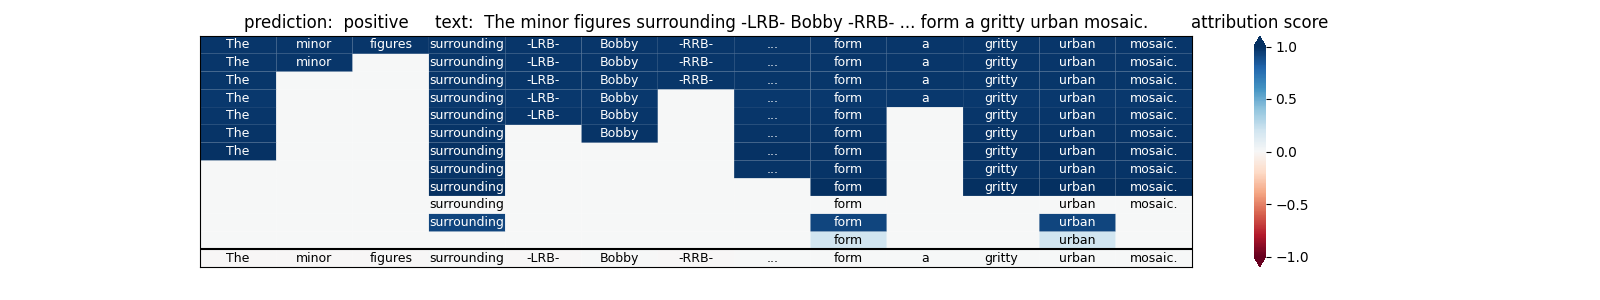 prediction:  positive     text:  The minor figures surrounding -LRB- Bobby -RRB- ... form a gritty urban mosaic.        attribution score
The minor figures surrounding -LRB- Bobby -RRB- ... form a gritty urban mosaic. 1.0
The minor surrounding -LRB- Bobby -RRB- ... form a gritty urban mosaic.
The surrounding -LRB- Bobby -RRB- ... form a gritty urban mosaic.
The surrounding -LRB- Bobby ... form a gritty urban mosaic. 0.5
The surrounding -LRB- Bobby ... form gritty urban mosaic.
The surrounding Bobby ... form gritty urban mosaic.
The surrounding ... form gritty urban mosaic. 0.0
surrounding ... form gritty urban mosaic.
surrounding form gritty urban mosaic.
surrounding form urban mosaic. −0.5
surrounding form urban
form urban
The minor figures surrounding -LRB- Bobby -RRB- ... form a gritty urban mosaic. −1.0